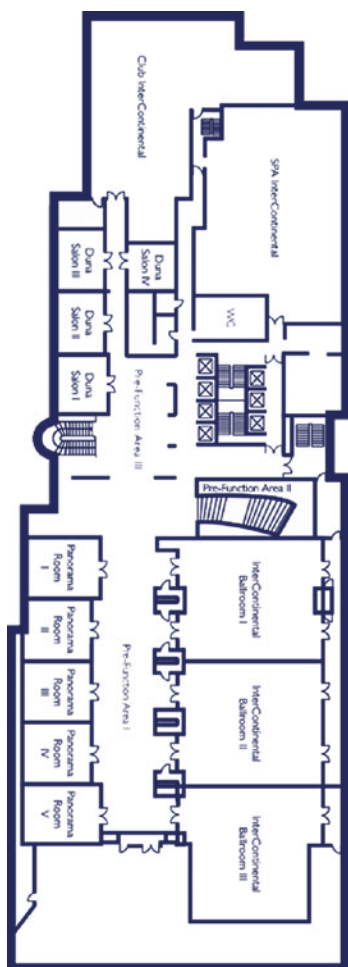 Club InterContinental
SPA InterContinental
Duna
Salon III
Duna
Salon IV
Duna
Salon II
WC
Duna
Salon I
Pre-Function Area III
Pre-Function Area II
Panorama
Room
I
InterContinental
Ballroom I
Panorama
Room
II
Pre-Function Area I
Panorama
Room
III
InterContinental
Ballroom II
Panorama
Room
IV
Panorama
Room
V
InterContinental
Ballroom III